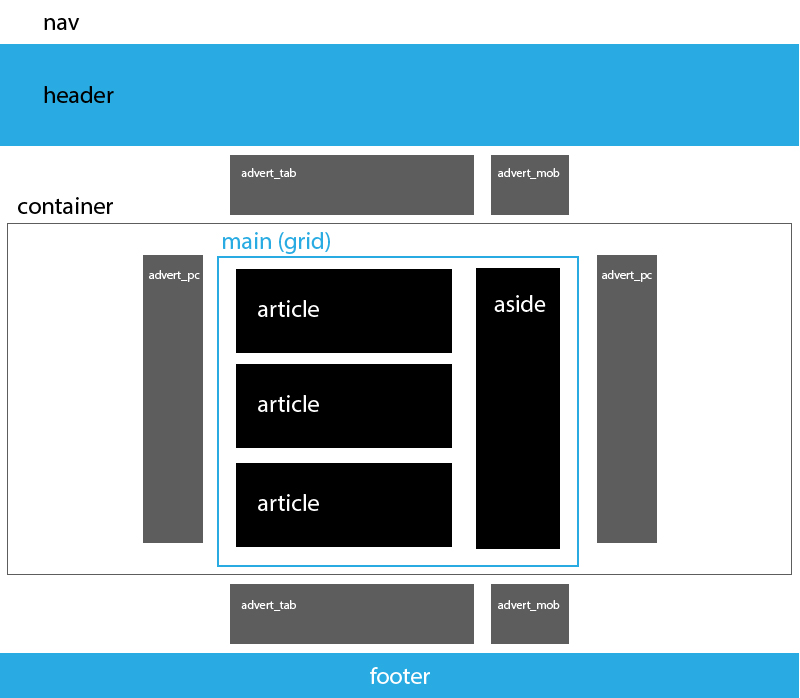 nav
header
advert_tab
advert_mob
container
main (grid)
advert_pc
article
aside
advert_pc
article
article
advert_tab
advert_mob
footer